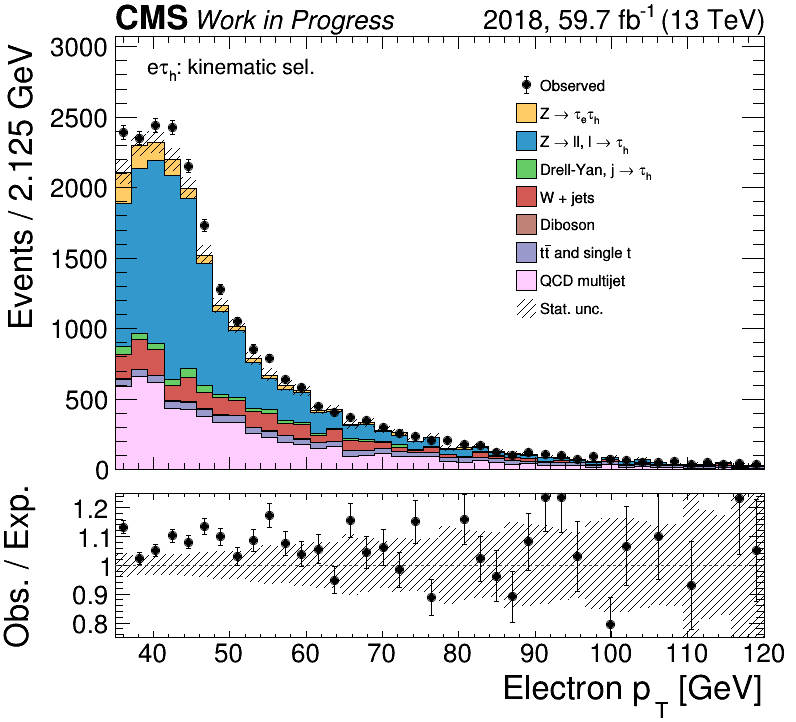 CMS Work in Progress 2018, 59.7 fb⁻¹ (13 TeV)
eτₕ: kinematic sel.
Events / 2.125 GeV
3000
2500
2000
1500
1000
500
0
Observed
Z → τₑτₕ
Z → ll, l → τₕ
Drell-Yan, j → τₕ
W + jets
Diboson
tt̄ and single t
QCD multijet
Stat. unc.
Obs. / Exp.
1.2
1.1
1
0.9
0.8
40 50 60 70 80 90 100 110 120
Electron p_T [GeV]